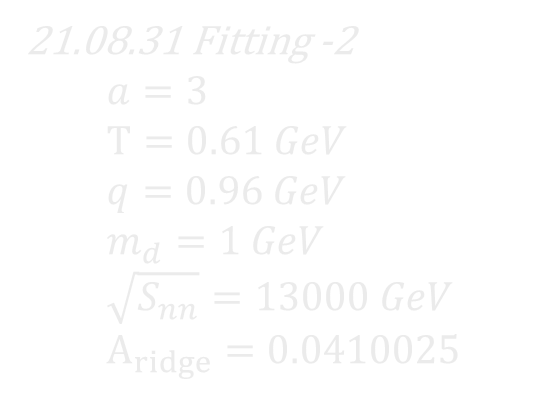 21.08.31 Fitting -2
a = 3
T = 0.61 GeV
q = 0.96 GeV
m_d = 1 GeV
√S_nn = 13000 GeV
A_ridge = 0.0410025